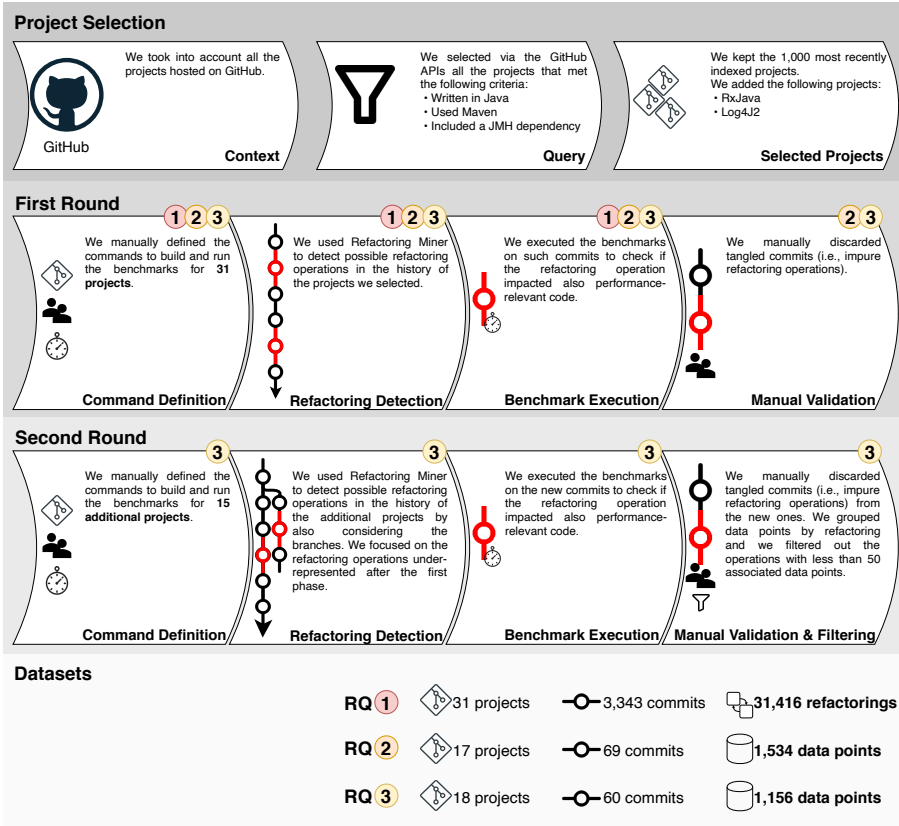 Project Selection
We took into account all the
projects hosted on GitHub.
GitHub
Context
We selected via the GitHub
APIs all the projects that met
the following criteria:
• Written in Java
• Used Maven
• Included a JMH dependency
Query
We kept the 1,000 most recently
indexed projects.
We added the following projects:
• RxJava
• Log4J2
Selected Projects
First Round
1 2 3
We manually defined the
commands to build and run
the benchmarks for 31
projects.
Command Definition
1 2 3
We used Refactoring Miner
to detect possible refactoring
operations in the history of
the projects we selected.
Refactoring Detection
1 2 3
We executed the benchmarks
on such commits to check if
the refactoring operation
impacted also performance-
relevant code.
Benchmark Execution
2 3
We manually discarded
tangled commits (i.e., impure
refactoring operations).
Manual Validation
Second Round
3
We manually defined the
commands to build and run
the benchmarks for 15
additional projects.
Command Definition
3
We used Refactoring Miner
to detect possible refactoring
operations in the history of
the additional projects by
also considering the
branches. We focused on the
refactoring operations under-
represented after the first
phase.
Refactoring Detection
3
We executed the benchmarks
on the new commits to check if
the refactoring operation
impacted also performance-
relevant code.
Benchmark Execution
3
We manually discarded
tangled commits (i.e., impure
refactoring operations) from
the new ones. We grouped
data points by refactoring
and we filtered out the
operations with less than 50
associated data points.
Manual Validation & Filtering
Datasets
RQ 1 31 projects 3,343 commits 31,416 refactorings
RQ 2 17 projects 69 commits 1,534 data points
RQ 3 18 projects 60 commits 1,156 data points